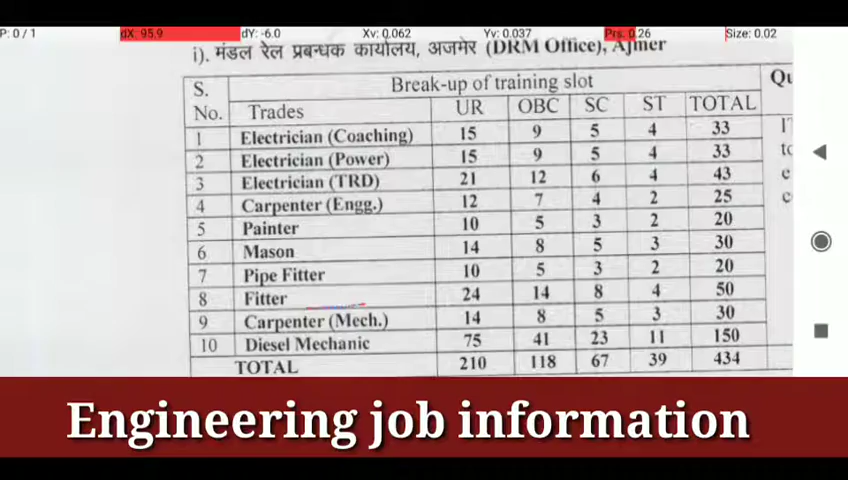 P: 0 / 1 dX: 95.9 dY: -6.0 Xv: 0.062 Yv: 0.037 Prs: 0.26 Size: 0.02
i). मंडल रेल प्रबन्धक कार्यालय, अजमेर (DRM Office), Ajmer
S. No. Break-up of training slot Qu
Trades UR OBC SC ST TOTAL
1 Electrician (Coaching) 15 9 5 4 33
2 Electrician (Power) 15 9 5 4 33
3 Electrician (TRD) 21 12 6 4 43
4 Carpenter (Engg.) 12 7 4 2 25
5 Painter 10 5 3 2 20
6 Mason 14 8 5 3 30
7 Pipe Fitter 10 5 3 2 20
8 Fitter 24 14 8 4 50
9 Carpenter (Mech.) 14 8 5 3 30
10 Diesel Mechanic 75 41 23 11 150
TOTAL 210 118 67 39 434
Engineering job information